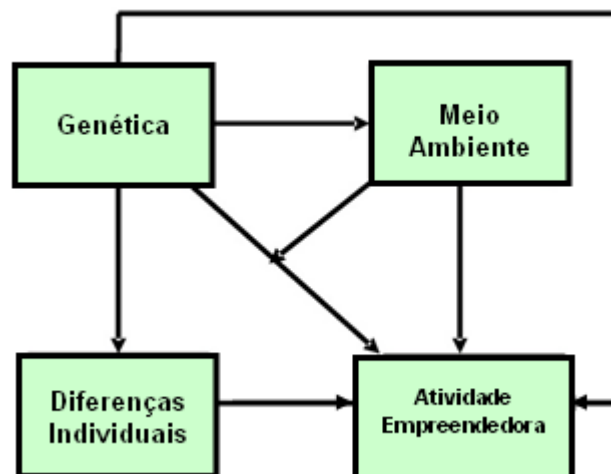 Genética
Meio
Ambiente
Diferenças
Individuais
Atividade
Empreendedora